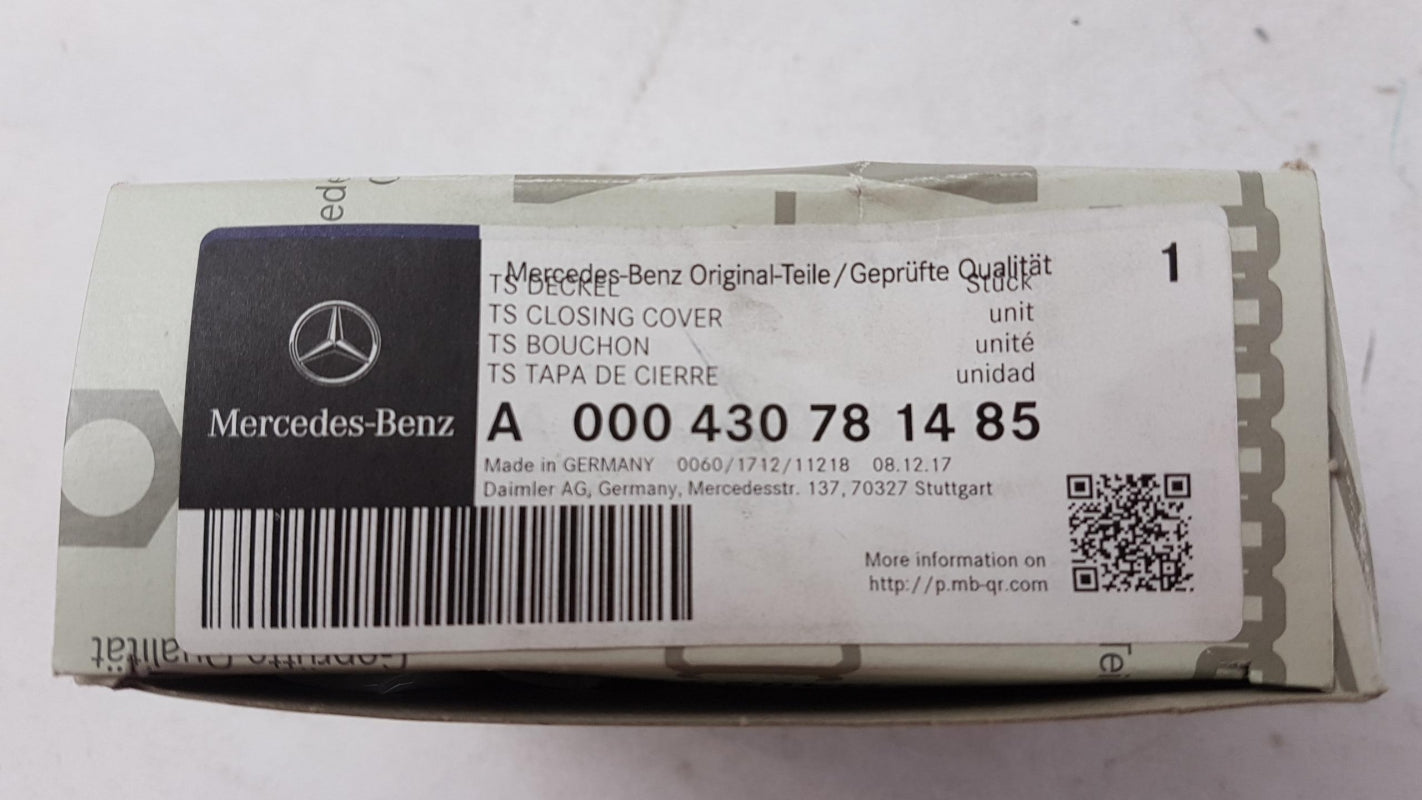 Mercedes-Benz Original-Teile/Geprüfte Qualität
1
TS DECKEL Stück
TS CLOSING COVER unit
TS BOUCHON unité
TS TAPA DE CIERRE unidad
Mercedes-Benz
A 000 430 78 14 85
Made in GERMANY 0060/1712/11218 08.12.17
Daimler AG, Germany, Mercedesstr. 137, 70327 Stuttgart
More information on
http://p.mb-qr.com
Geprüfte Qualität